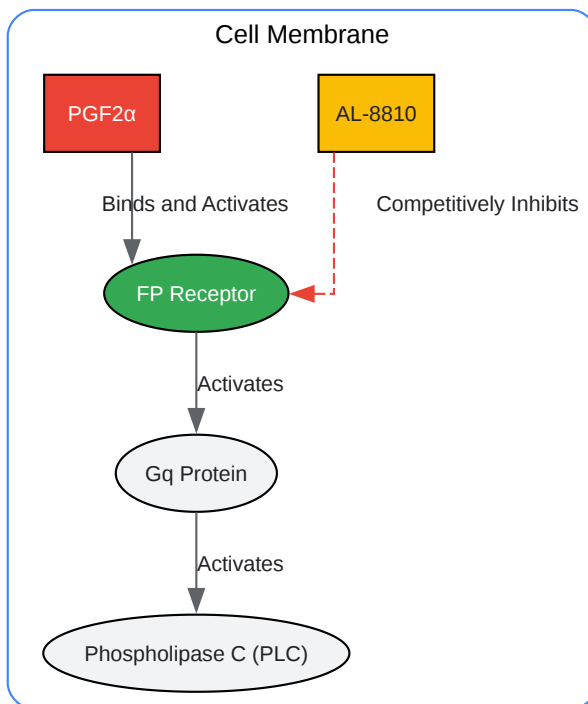 Cell Membrane
PGF2α
AL-8810
Binds and Activates
Competitively Inhibits
FP Receptor
Activates
Gq Protein
Activates
Phospholipase C (PLC)